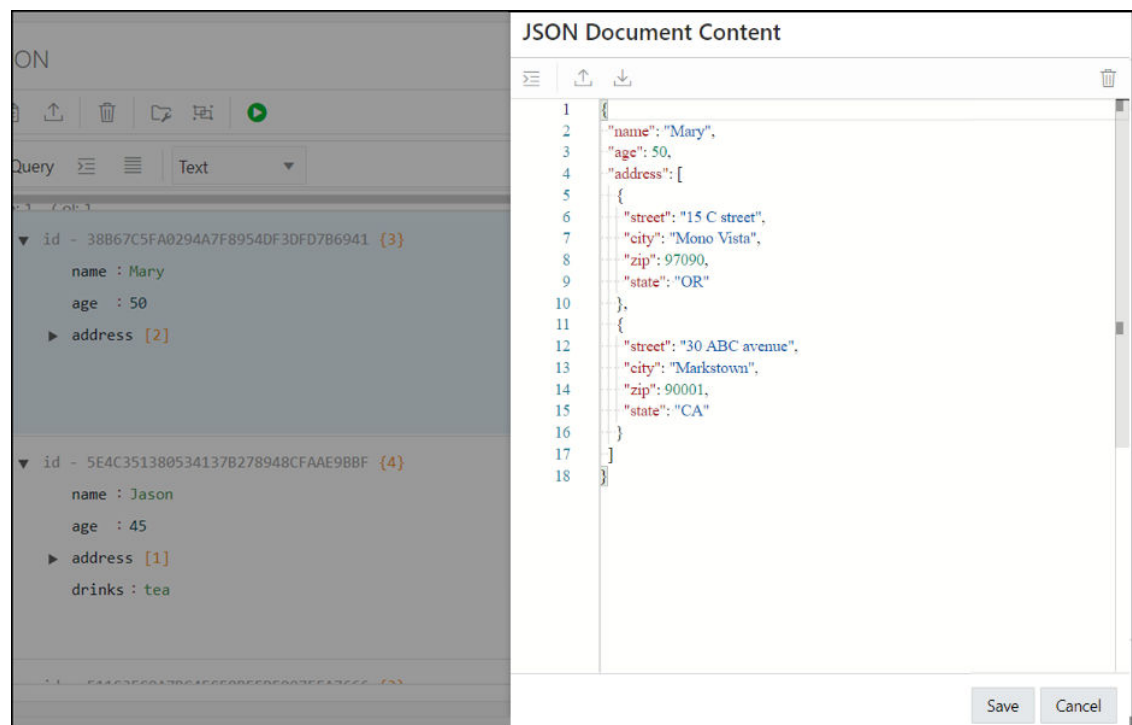 JSON Document Content
ON
Query
Text
id - 38B67C5FA0294A7F8954DF3DFD7B6941 {3}
name : Mary
age : 50
address [2]
id - 5E4C351380534137B278948CFAAE9BBF {4}
name : Jason
age : 45
address [1]
drinks : tea
1 {
2 "name": "Mary",
3 "age": 50,
4 "address": [
5 {
6 "street": "15 C street",
7 "city": "Mono Vista",
8 "zip": 97090,
9 "state": "OR"
10 },
11 {
12 "street": "30 ABC avenue",
13 "city": "Markstown",
14 "zip": 90001,
15 "state": "CA"
16 }
17 ]
18 }
Save
Cancel